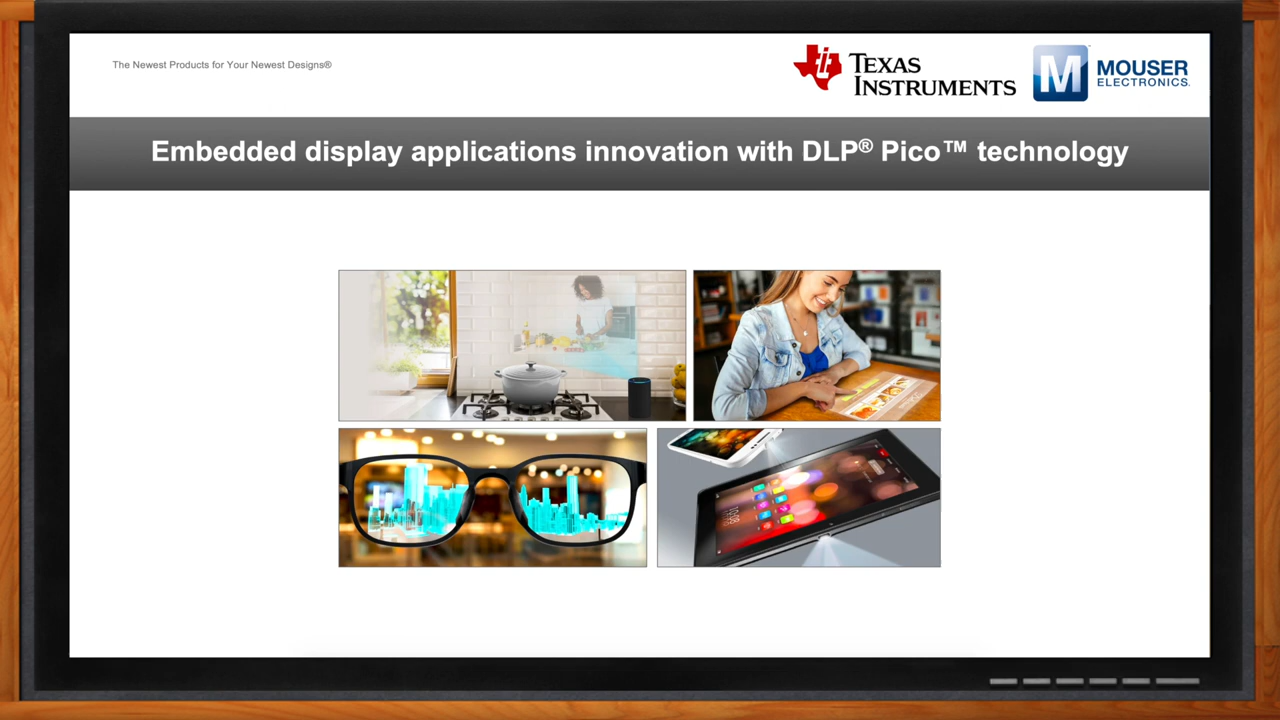 The Newest Products for Your Newest Designs®
TEXAS
INSTRUMENTS
M
MOUSER
ELECTRONICS
Embedded display applications innovation with DLP® Pico™ technology